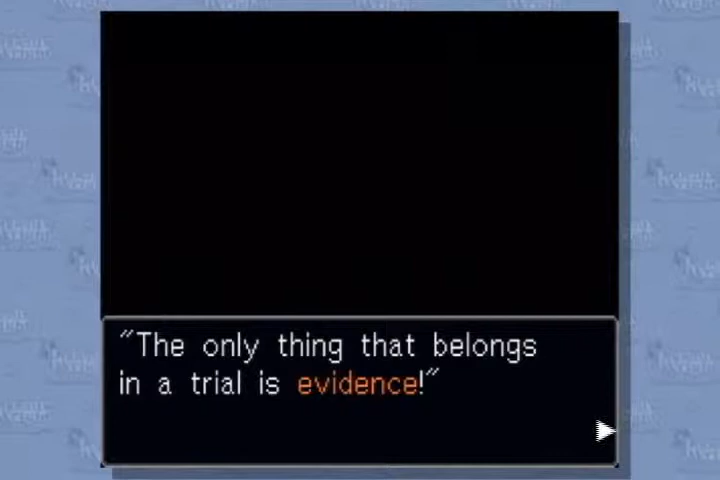 "The only thing that belongs
in a trial is evidence!"